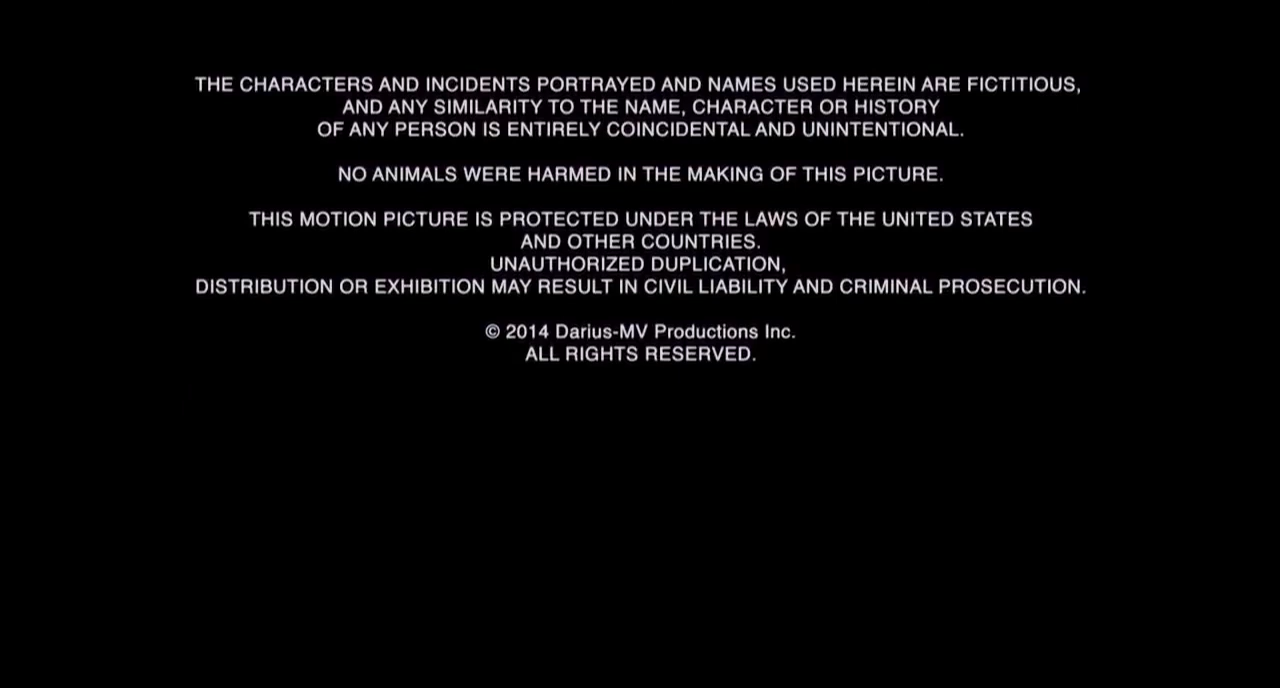 THE CHARACTERS AND INCIDENTS PORTRAYED AND NAMES USED HEREIN ARE FICTITIOUS,
AND ANY SIMILARITY TO THE NAME, CHARACTER OR HISTORY
OF ANY PERSON IS ENTIRELY COINCIDENTAL AND UNINTENTIONAL.
NO ANIMALS WERE HARMED IN THE MAKING OF THIS PICTURE.
THIS MOTION PICTURE IS PROTECTED UNDER THE LAWS OF THE UNITED STATES
AND OTHER COUNTRIES.
UNAUTHORIZED DUPLICATION,
DISTRIBUTION OR EXHIBITION MAY RESULT IN CIVIL LIABILITY AND CRIMINAL PROSECUTION.
© 2014 Darius-MV Productions Inc.
ALL RIGHTS RESERVED.